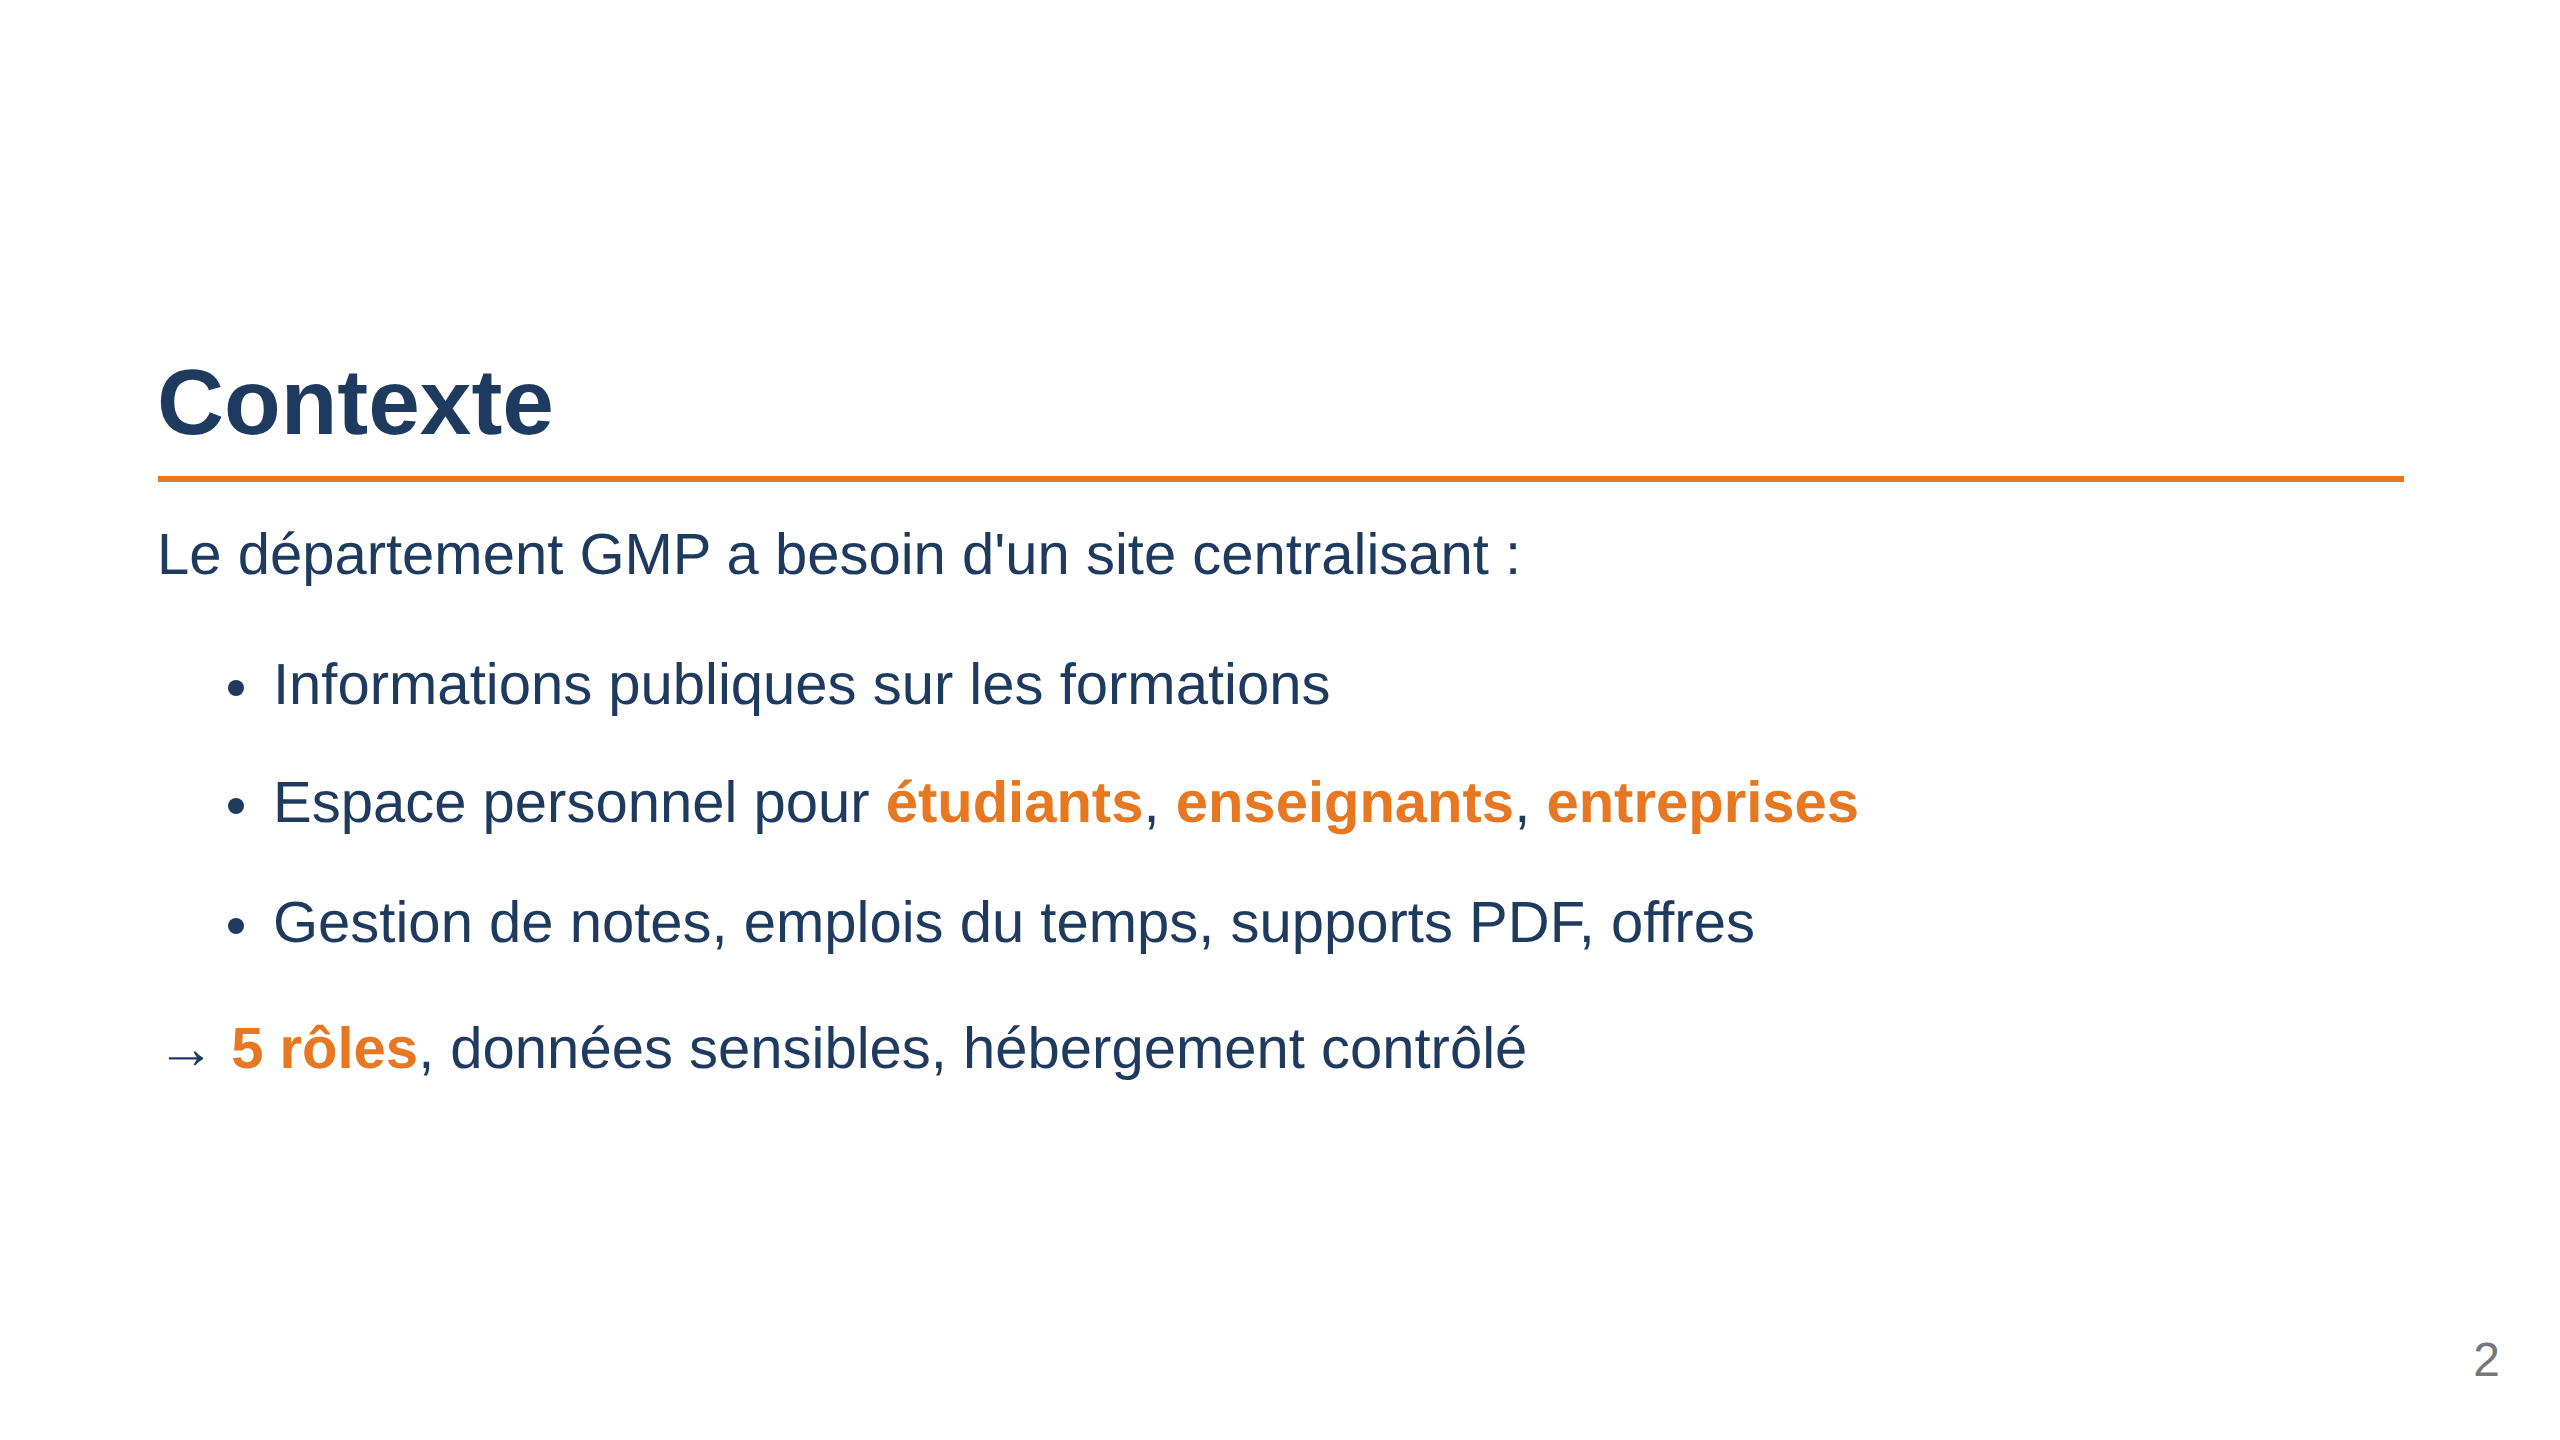 Contexte
Le département GMP a besoin d'un site centralisant :
• Informations publiques sur les formations
• Espace personnel pour étudiants, enseignants, entreprises
• Gestion de notes, emplois du temps, supports PDF, offres
→ 5 rôles, données sensibles, hébergement contrôlé
2